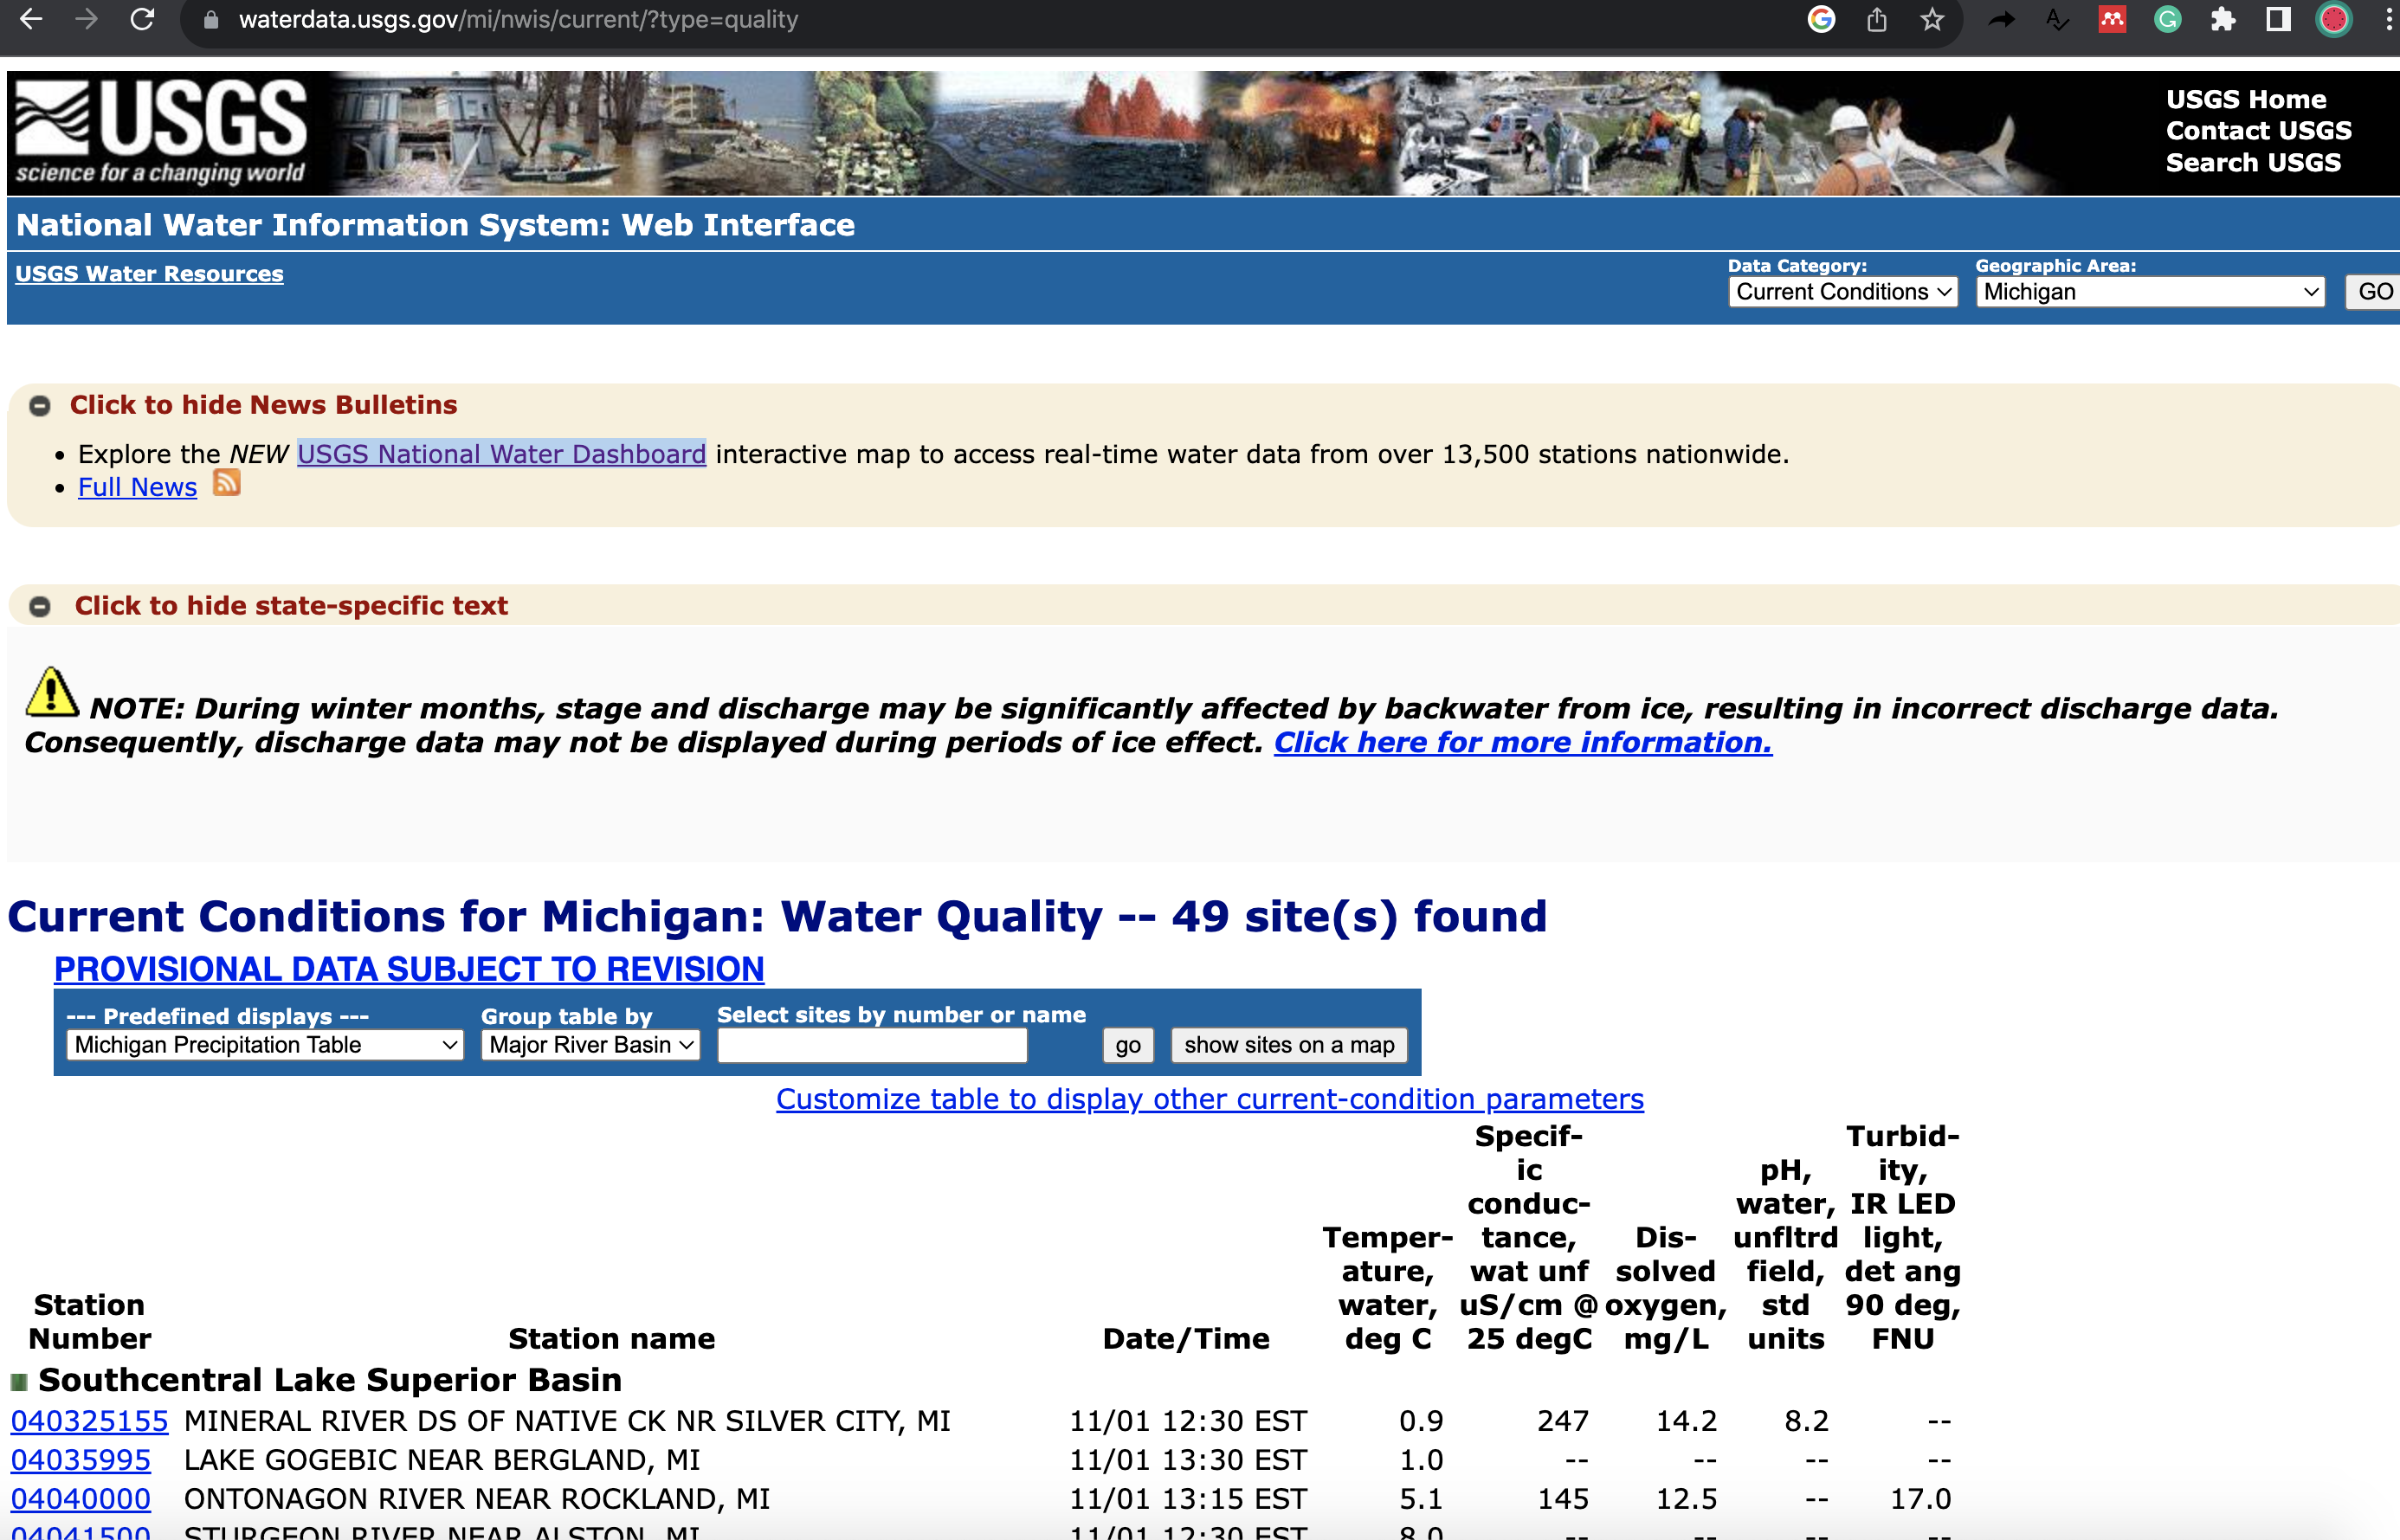 waterdata.usgs.gov/mi/nwis/current/?type=quality
USGS
science for a changing world
USGS Home
Contact USGS
Search USGS
National Water Information System: Web Interface
USGS Water Resources
Data Category:
Geographic Area:
Current Conditions
Michigan
GO
Click to hide News Bulletins
• Explore the NEW USGS National Water Dashboard interactive map to access real-time water data from over 13,500 stations nationwide.
• Full News
Click to hide state-specific text
NOTE: During winter months, stage and discharge may be significantly affected by backwater from ice, resulting in incorrect discharge data.
Consequently, discharge data may not be displayed during periods of ice effect. Click here for more information.
Current Conditions for Michigan: Water Quality -- 49 site(s) found
PROVISIONAL DATA SUBJECT TO REVISION
--- Predefined displays ---
Group table by
Select sites by number or name
Michigan Precipitation Table
Major River Basin
go
show sites on a map
Customize table to display other current-condition parameters
Station
Number
Station name
Date/Time
Temper-
ature,
water,
deg C
Specif-
ic
conduc-
tance,
wat unf
uS/cm @
25 degC
Dis-
solved
oxygen,
mg/L
pH,
water,
unfltrd
field,
std
units
Turbid-
ity,
IR LED
light,
det ang
90 deg,
FNU
Southcentral Lake Superior Basin
040325155 MINERAL RIVER DS OF NATIVE CK NR SILVER CITY, MI 11/01 12:30 EST 0.9 247 14.2 8.2 --
04035995 LAKE GOGEBIC NEAR BERGLAND, MI 11/01 13:30 EST 1.0 -- -- -- --
04040000 ONTONAGON RIVER NEAR ROCKLAND, MI 11/01 13:15 EST 5.1 145 12.5 -- 17.0
04041500 STURGEON RIVER NEAR ALSTON, MI 11/01 12:30 EST 8.0 -- -- -- --